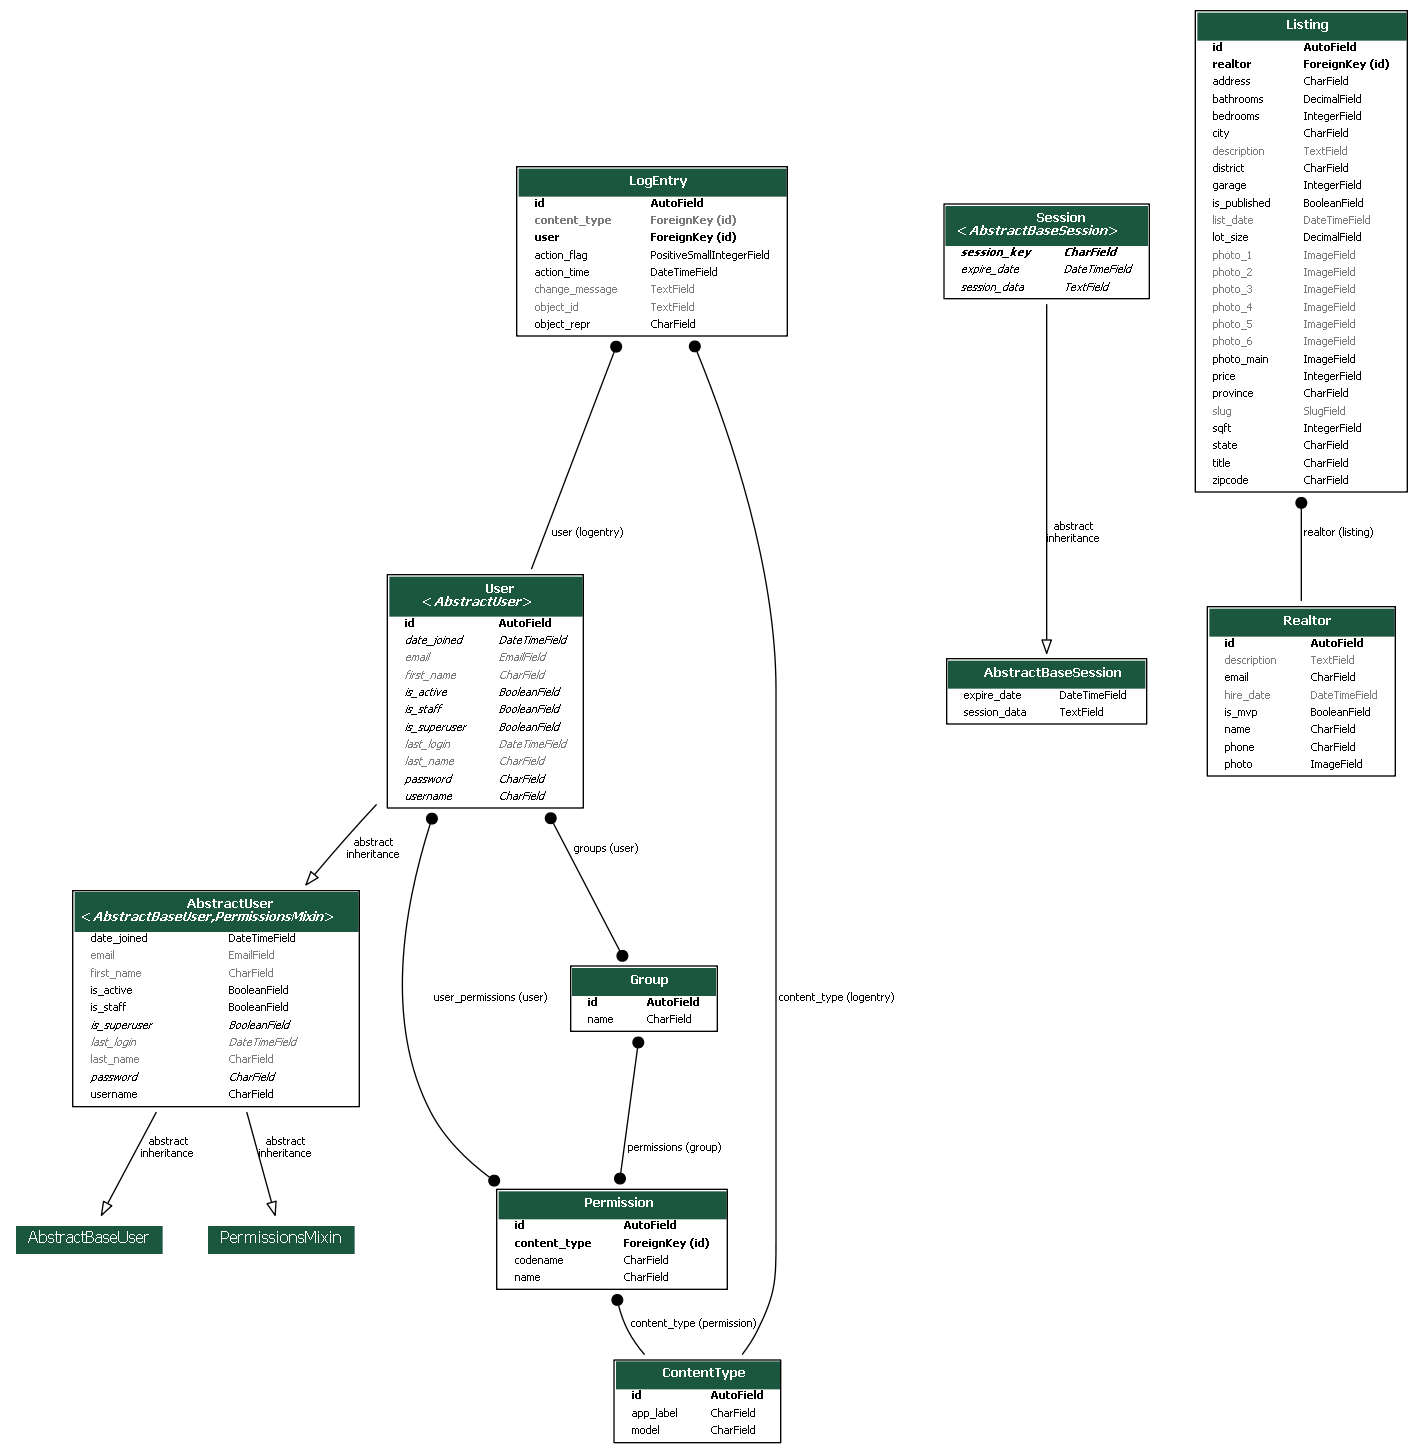 Listing
id AutoField
realtor ForeignKey (id)
address CharField
bathrooms DecimalField
bedrooms IntegerField
city CharField
description TextField
district CharField
garage IntegerField
is_published BooleanField
list_date DateTimeField
lot_size DecimalField
photo_1 ImageField
photo_2 ImageField
photo_3 ImageField
photo_4 ImageField
photo_5 ImageField
photo_6 ImageField
photo_main ImageField
price IntegerField
province CharField
slug SlugField
sqft IntegerField
state CharField
title CharField
zipcode CharField
LogEntry
id AutoField
content_type ForeignKey (id)
user ForeignKey (id)
action_flag PositiveSmallIntegerField
action_time DateTimeField
change_message TextField
object_id TextField
object_repr CharField
Session
<AbstractBaseSession>
session_key CharField
expire_date DateTimeField
session_data TextField
user (logentry)
abstract
inheritance
realtor (listing)
User
<AbstractUser>
id AutoField
date_joined DateTimeField
email EmailField
first_name CharField
is_active BooleanField
is_staff BooleanField
is_superuser BooleanField
last_login DateTimeField
last_name CharField
password CharField
username CharField
AbstractBaseSession
expire_date DateTimeField
session_data TextField
Realtor
id AutoField
description TextField
email CharField
hire_date DateTimeField
is_mvp BooleanField
name CharField
phone CharField
photo ImageField
abstract
inheritance
groups (user)
AbstractUser
<AbstractBaseUser,PermissionsMixin>
date_joined DateTimeField
email EmailField
first_name CharField
is_active BooleanField
is_staff BooleanField
is_superuser BooleanField
last_login DateTimeField
last_name CharField
password CharField
username CharField
user_permissions (user)
content_type (logentry)
Group
id AutoField
name CharField
abstract
inheritance
abstract
inheritance
permissions (group)
AbstractBaseUser
PermissionsMixin
Permission
id AutoField
content_type ForeignKey (id)
codename CharField
name CharField
content_type (permission)
ContentType
id AutoField
app_label CharField
model CharField